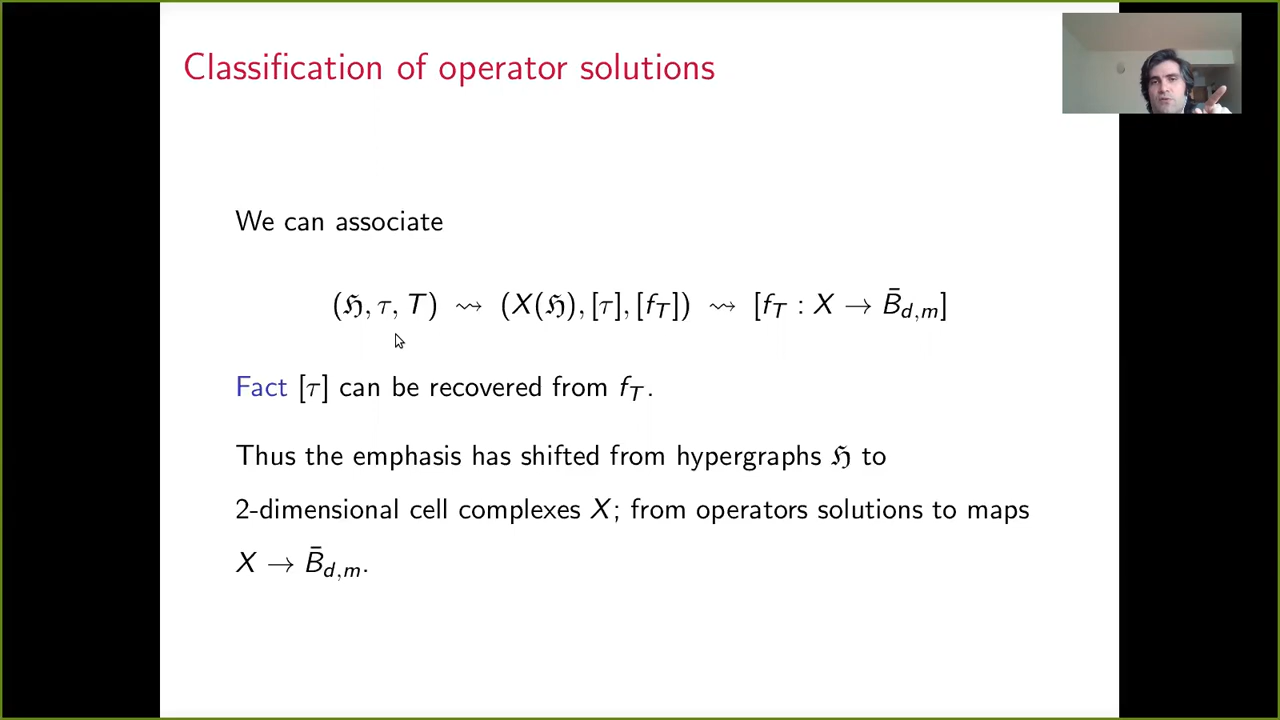 Classification of operator solutions
We can associate
(ℌ, τ, T) ⇝ (X(ℌ), [τ], [f_T]) ⇝ [f_T : X → B̄_{d,m}]
Fact [τ] can be recovered from f_T.
Thus the emphasis has shifted from hypergraphs ℌ to
2-dimensional cell complexes X; from operators solutions to maps
X → B̄_{d,m}.